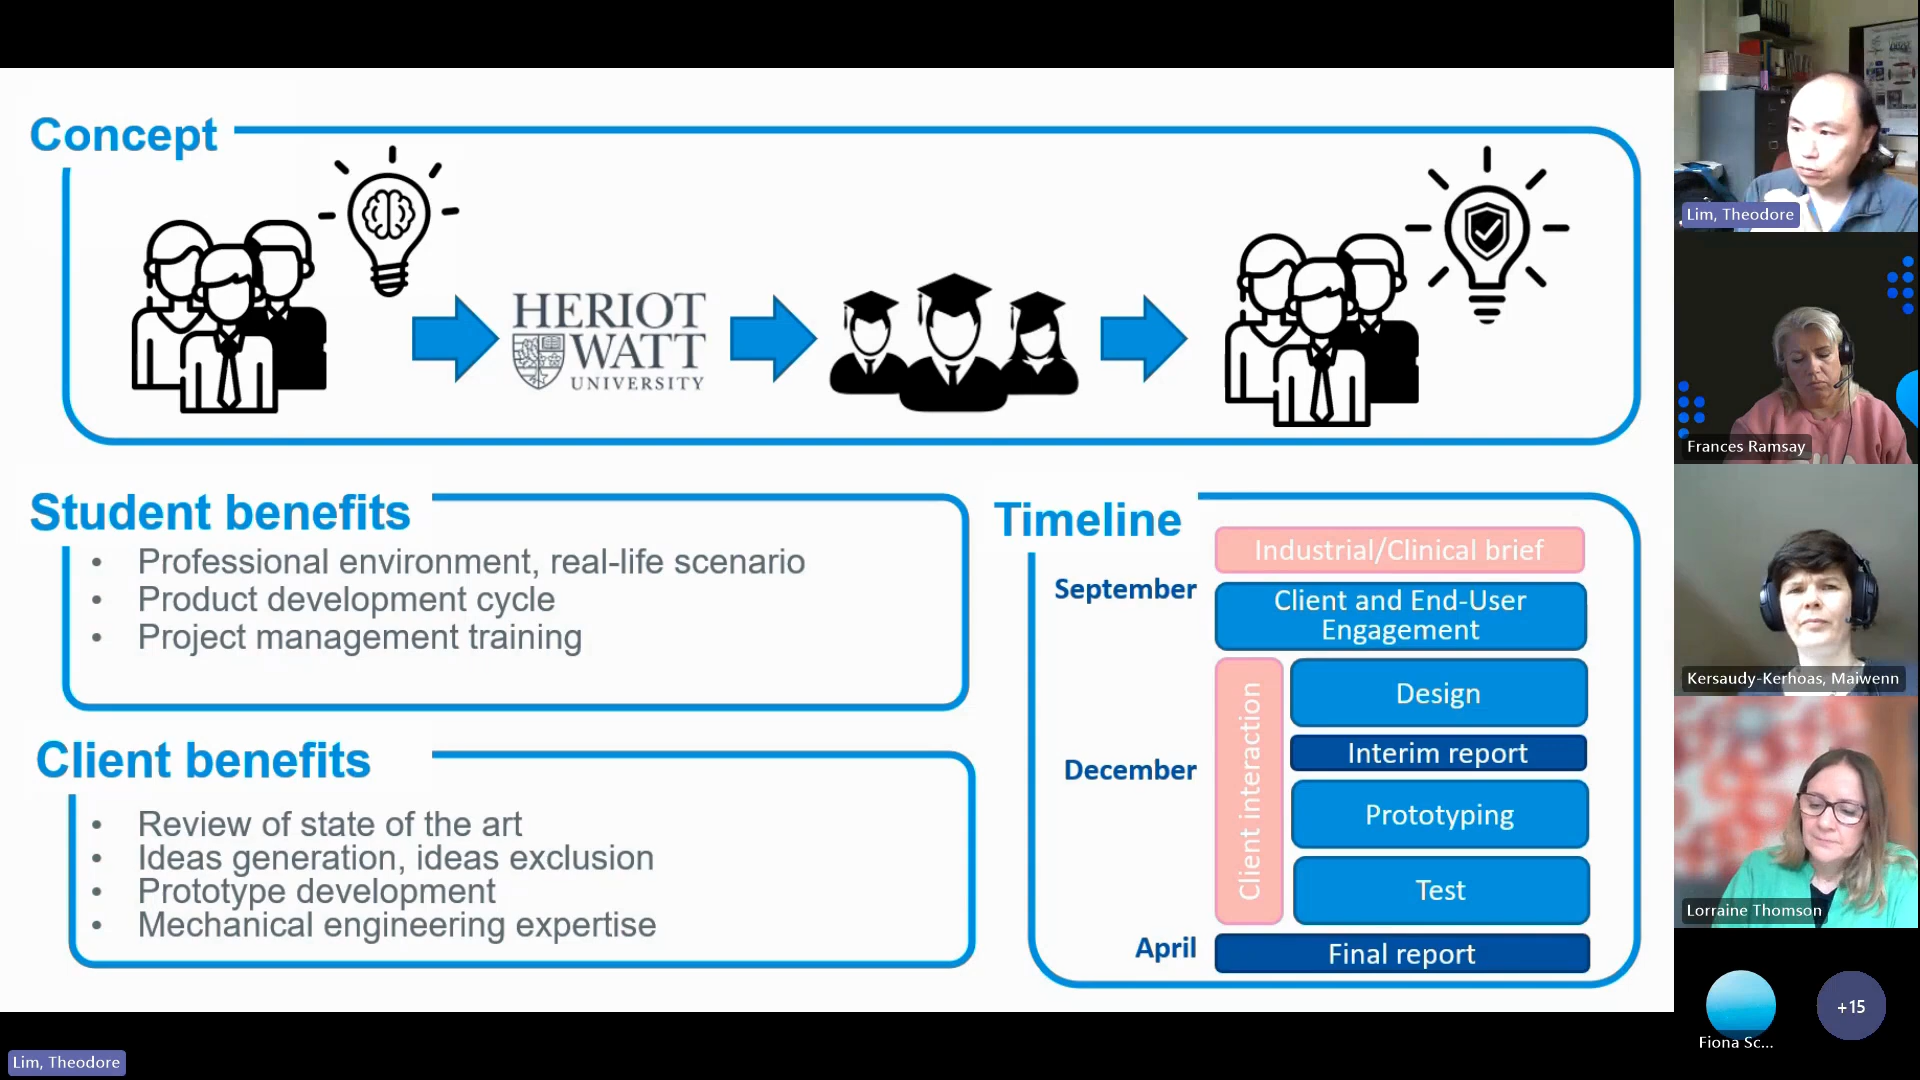 Concept
HERIOT
WATT
UNIVERSITY
Student benefits
• Professional environment, real-life scenario
• Product development cycle
• Project management training
Client benefits
• Review of state of the art
• Ideas generation, ideas exclusion
• Prototype development
• Mechanical engineering expertise
Timeline
Industrial/Clinical brief
September
Client and End-User
Engagement
Client interaction
Design
December
Interim report
Prototyping
Test
April
Final report
Lim, Theodore
Frances Ramsay
Kersaudy-Kerhoas, Maiwenn
Lorraine Thomson
Fiona Sc...
+15
Lim, Theodore